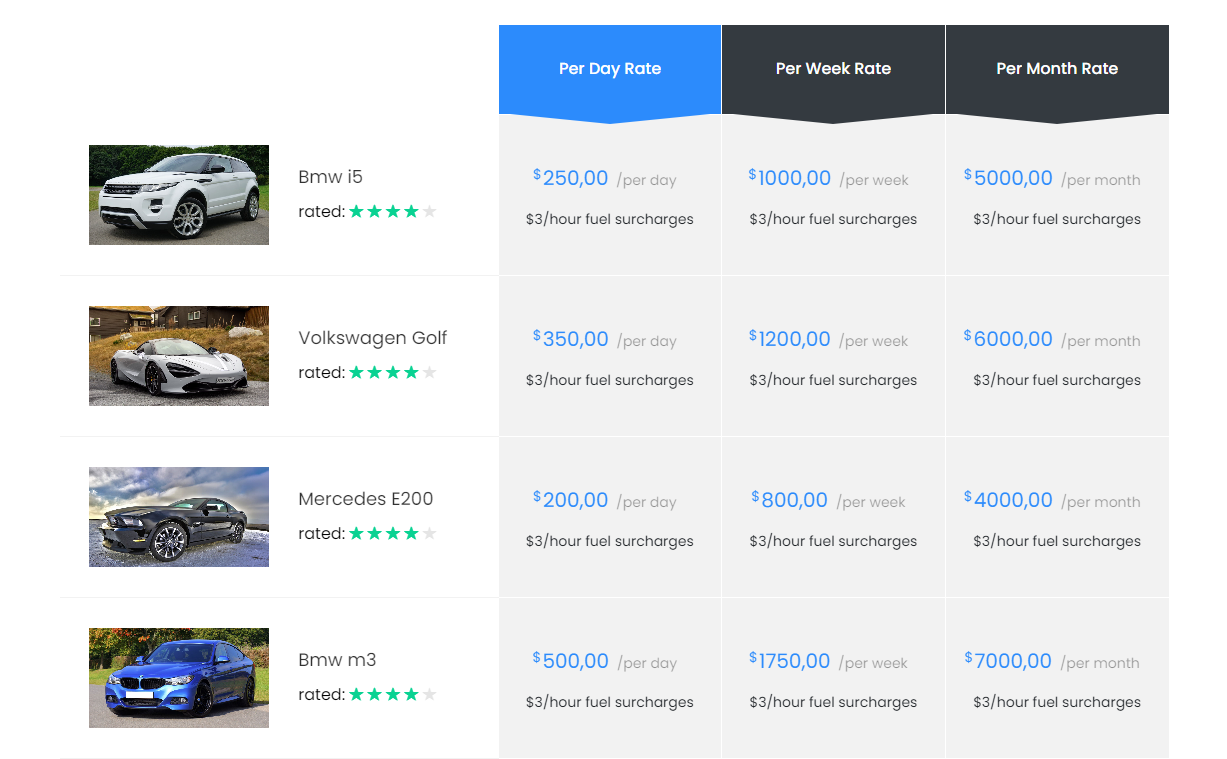 Per Day Rate Per Week Rate Per Month Rate
Bmw i5
rated:
$250,00 /per day $1000,00 /per week $5000,00 /per month
$3/hour fuel surcharges $3/hour fuel surcharges $3/hour fuel surcharges
Volkswagen Golf
rated:
$350,00 /per day $1200,00 /per week $6000,00 /per month
$3/hour fuel surcharges $3/hour fuel surcharges $3/hour fuel surcharges
Mercedes E200
rated:
$200,00 /per day $800,00 /per week $4000,00 /per month
$3/hour fuel surcharges $3/hour fuel surcharges $3/hour fuel surcharges
Bmw m3
rated:
$500,00 /per day $1750,00 /per week $7000,00 /per month
$3/hour fuel surcharges $3/hour fuel surcharges $3/hour fuel surcharges